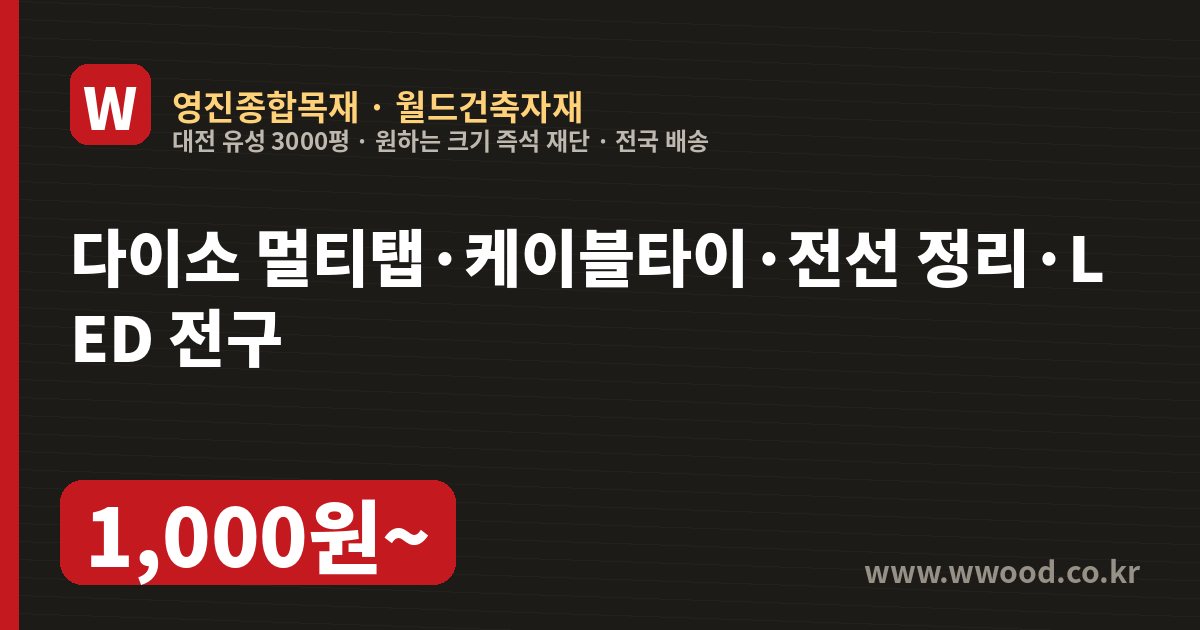 W
영진종합목재 · 월드건축자재
대전 유성 3000평 · 원하는 크기 즉석 재단 · 전국 배송
다이소 멀티탭·케이블타이·전선 정리·L
ED 전구
1,000원~
www.wwood.co.kr